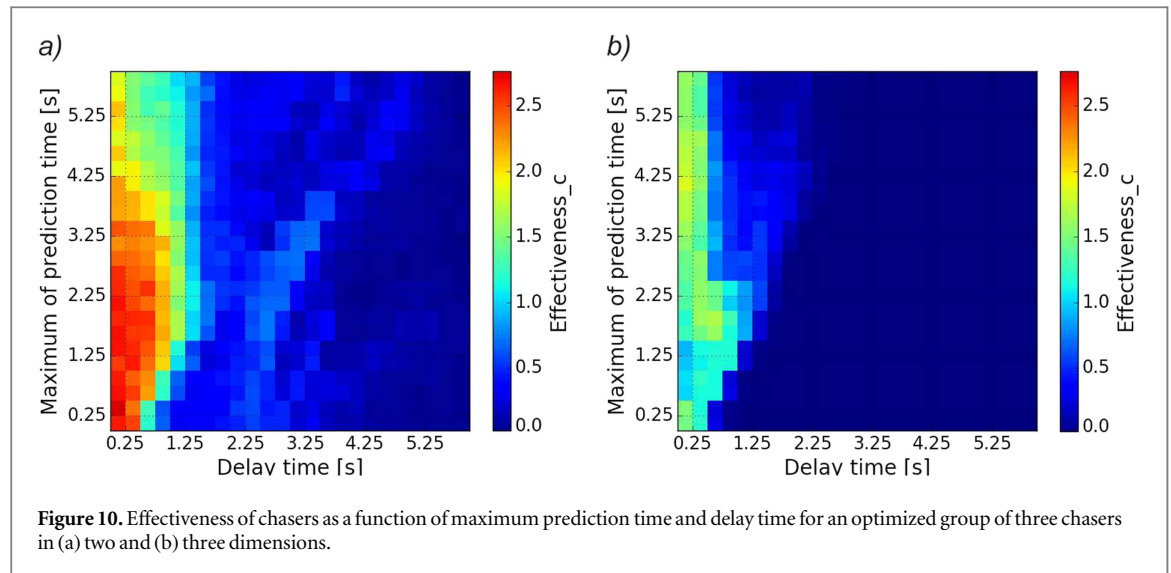 a)
b)
Maximum of prediction time [s]
5.25
4.25
3.25
2.25
1.25
0.25
0.25 1.25 2.25 3.25 4.25 5.25
Delay time [s]
2.5
2.0
1.5
1.0
0.5
0.0
Effectiveness_c
Maximum of prediction time [s]
5.25
4.25
3.25
2.25
1.25
0.25
0.25 1.25 2.25 3.25 4.25 5.25
Delay time [s]
2.5
2.0
1.5
1.0
0.5
0.0
Effectiveness_c
Figure 10. Effectiveness of chasers as a function of maximum prediction time and delay time for an optimized group of three chasers
in (a) two and (b) three dimensions.